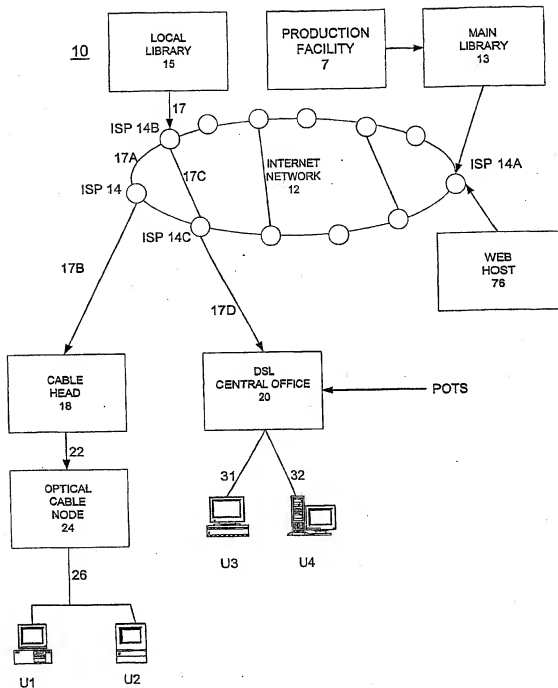 10
LOCAL
LIBRARY
15
PRODUCTION
FACILITY
7
MAIN
LIBRARY
13
17
ISP 14B
17A
17C
INTERNET
NETWORK
12
ISP 14A
ISP 14
ISP 14C
WEB
HOST
76
17B
17D
CABLE
HEAD
18
DSL
CENTRAL OFFICE
20
POTS
22
OPTICAL
CABLE
NODE
24
31
32
U3
U4
26
U1
U2